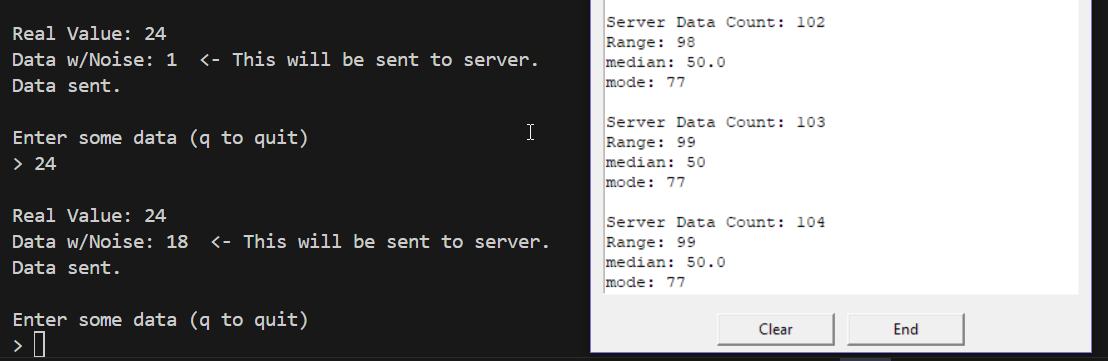 Real Value: 24
Data w/Noise: 1  <- This will be sent to server.
Data sent.
Enter some data (q to quit)
> 24
Real Value: 24
Data w/Noise: 18  <- This will be sent to server.
Data sent.
Enter some data (q to quit)
>
Server Data Count: 102
Range: 98
median: 50.0
mode: 77
Server Data Count: 103
Range: 99
median: 50
mode: 77
Server Data Count: 104
Range: 99
median: 50.0
mode: 77
Clear
End